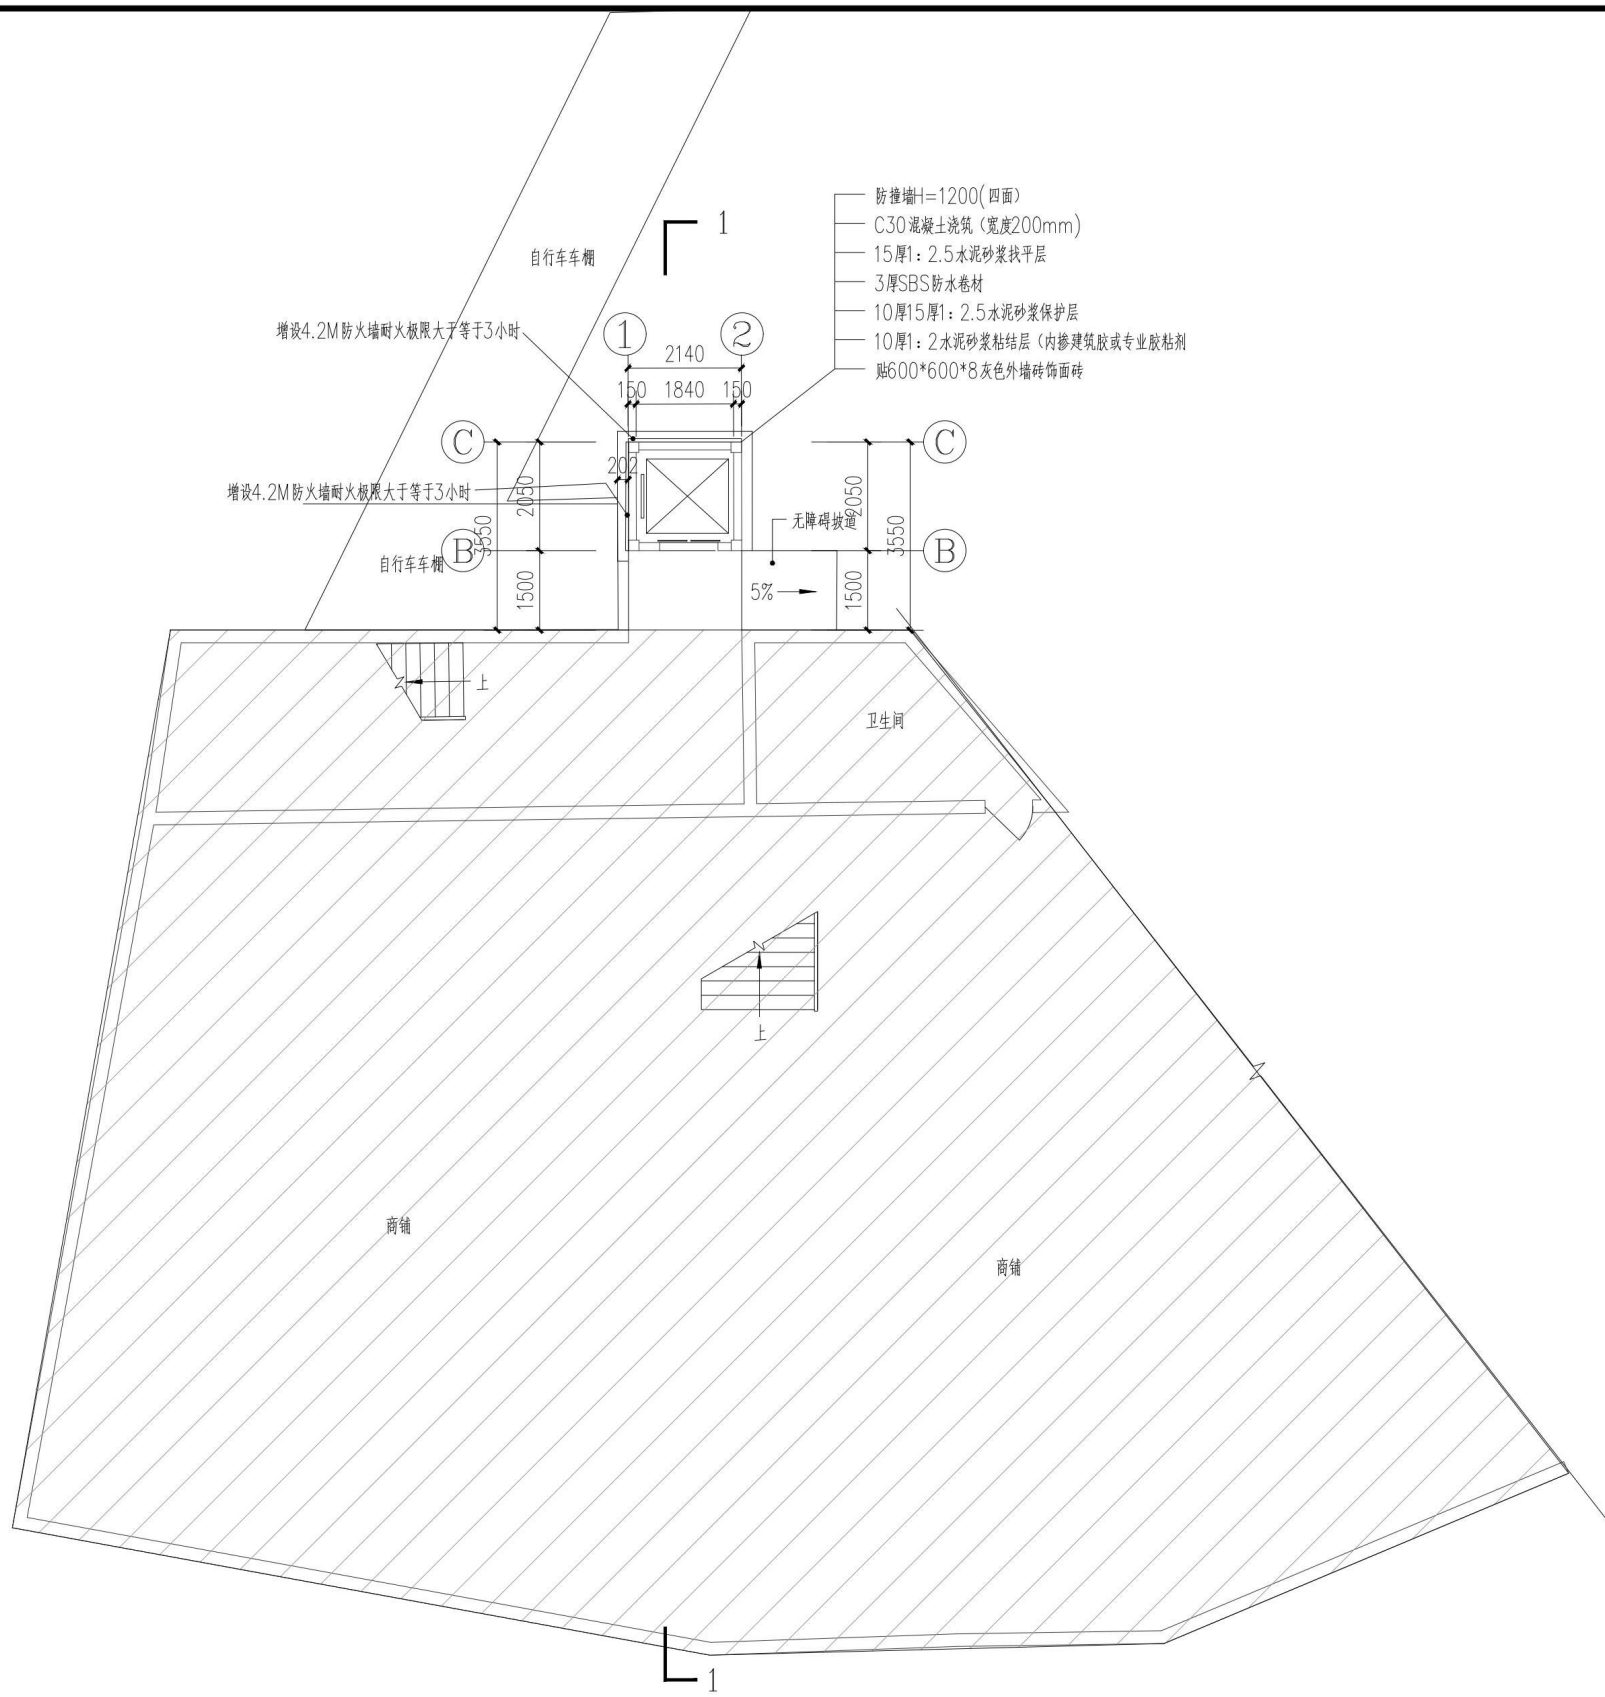 1
自行车车棚
防撞墙H=1200(四面)
C30混凝土浇筑(宽度200mm)
15厚1:2.5水泥砂浆找平层
3厚SBS防水卷材
10厚15厚1:2.5水泥砂浆保护层
10厚1:2水泥砂浆粘结层(内掺建筑胶或专业胶粘剂
贴600*600*8灰色外墙砖饰面砖
增设4.2M防火墙耐火极限大于等于3小时
1
2
2140
150 1840 150
C
C
202
增设4.2M防火墙耐火极限大于等于3小时
2050
3550
2050
3550
无障碍坡道
B
B
自行车车棚
1500
5%
1500
上
卫生间
上
商铺
商铺
1